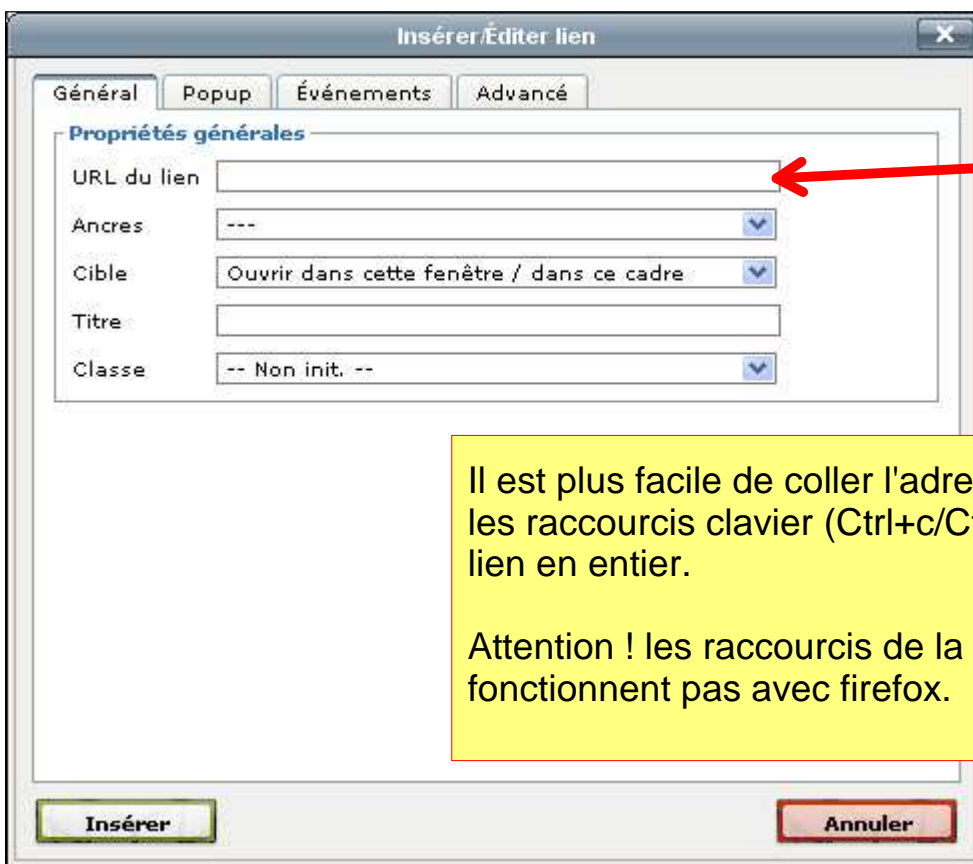 Insérer/Éditer lien
Général Popup Événements Advancé
Propriétés générales
URL du lien
Ancres ---
Cible Ouvrir dans cette fenêtre / dans ce cadre
Titre
Classe -- Non init. --
Il est plus facile de coller l'adre
les raccourcis clavier (Ctrl+c/Ct
lien en entier.
Attention ! les raccourcis de la
fonctionnent pas avec firefox.
Insérer Annuler